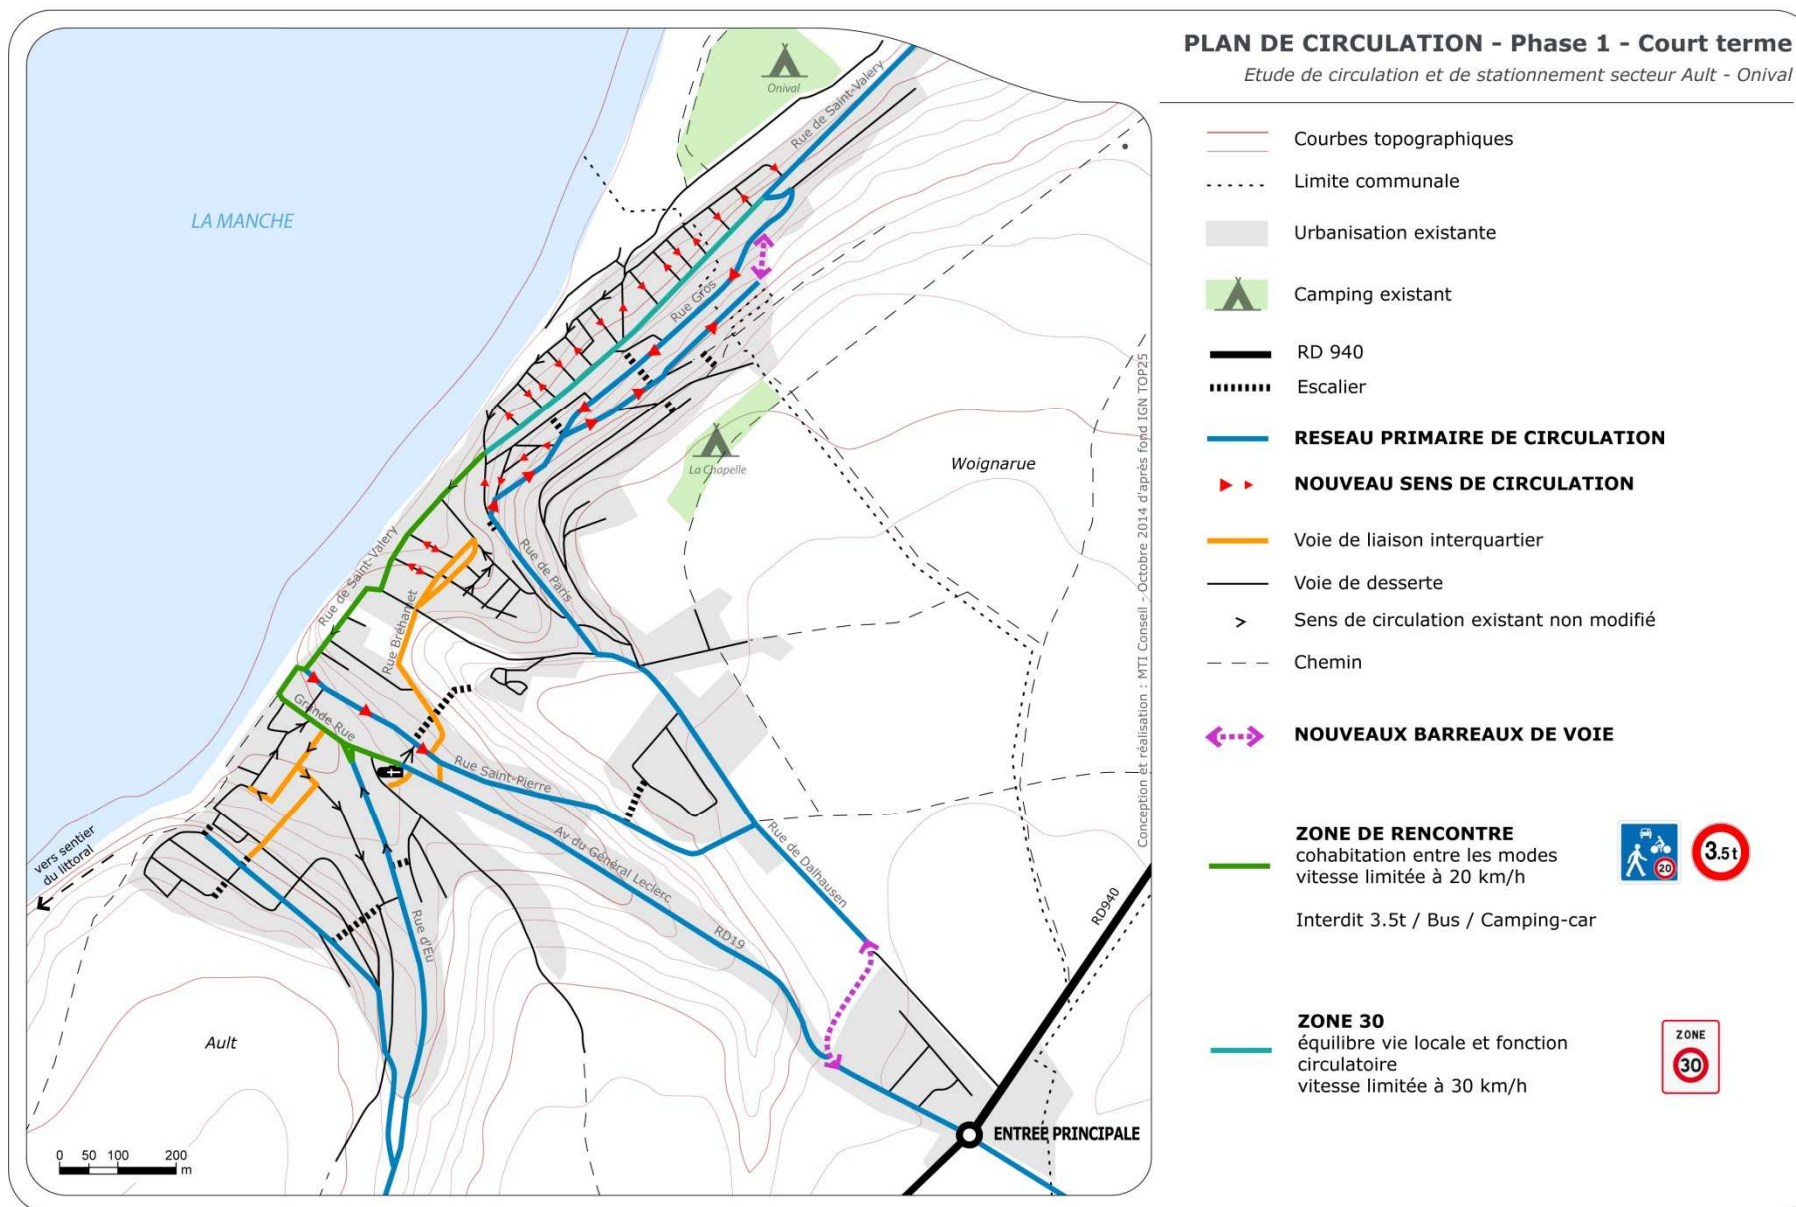 PLAN DE CIRCULATION - Phase 1 - Court terme
Etude de circulation et de stationnement secteur Ault - Onival
Courbes topographiques
Limite communale
Urbanisation existante
Camping existant
RD 940
Escalier
RESEAU PRIMAIRE DE CIRCULATION
NOUVEAU SENS DE CIRCULATION
Voie de liaison interquartier
Voie de desserte
Sens de circulation existant non modifié
Chemin
NOUVEAUX BARREAUX DE VOIE
ZONE DE RENCONTRE
cohabitation entre les modes
vitesse limitée à 20 km/h
Interdit 3.5t / Bus / Camping-car
20
3.5t
ZONE 30
équilibre vie locale et fonction
circulatoire
vitesse limitée à 30 km/h
ZONE
30
LA MANCHE
Onival
Rue de Saint-Valery
Rue Gros
La Chapelle
Woignarue
Rue de Saint-Valery
Rue de Paris
Rue Bréhamet
Grande Rue
Rue Saint-Pierre
Av du Général Leclerc
RD19
Rue de Dalhausen
Rue d'Eu
RD940
vers sentier
du littoral
Ault
ENTREE PRINCIPALE
0 50 100 200
m
Conception et réalisation : MTI Conseil - Octobre 2014 d'après fond IGN TOP25